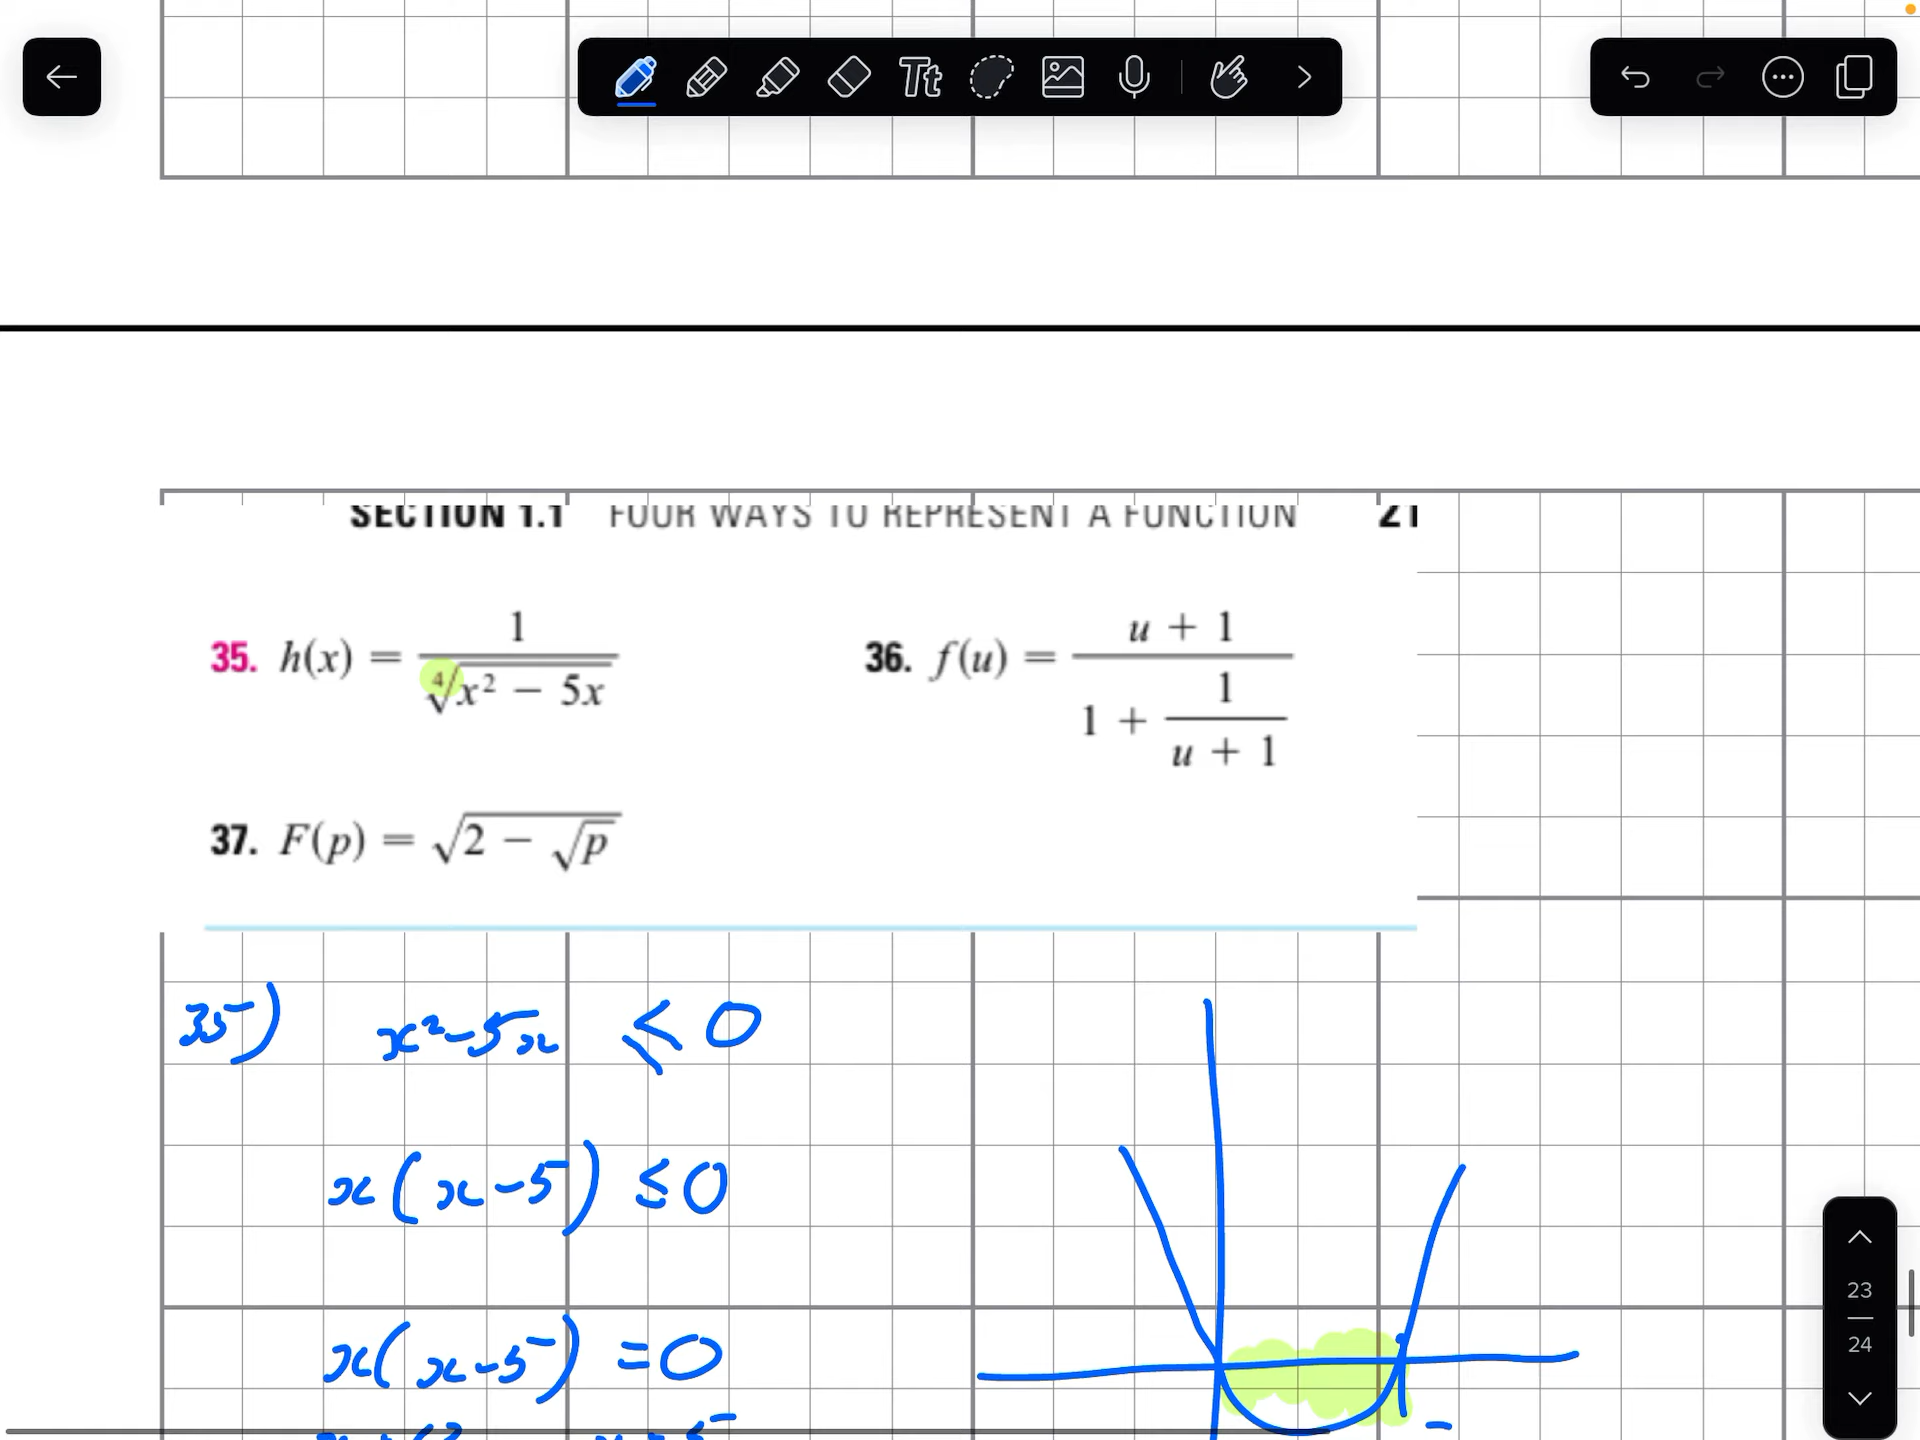 Tt
SECTION 1.1 FOUR WAYS TO REPRESENT A FUNCTION 21
35. h(x) = 1 / ∜(x² − 5x)
36. f(u) = (u + 1) / (1 + 1 / (u + 1))
37. F(p) = √(2 − √p)
35) x²-5x ≤ 0
x(x-5) ≤ 0
x(x-5) = 0
23
24